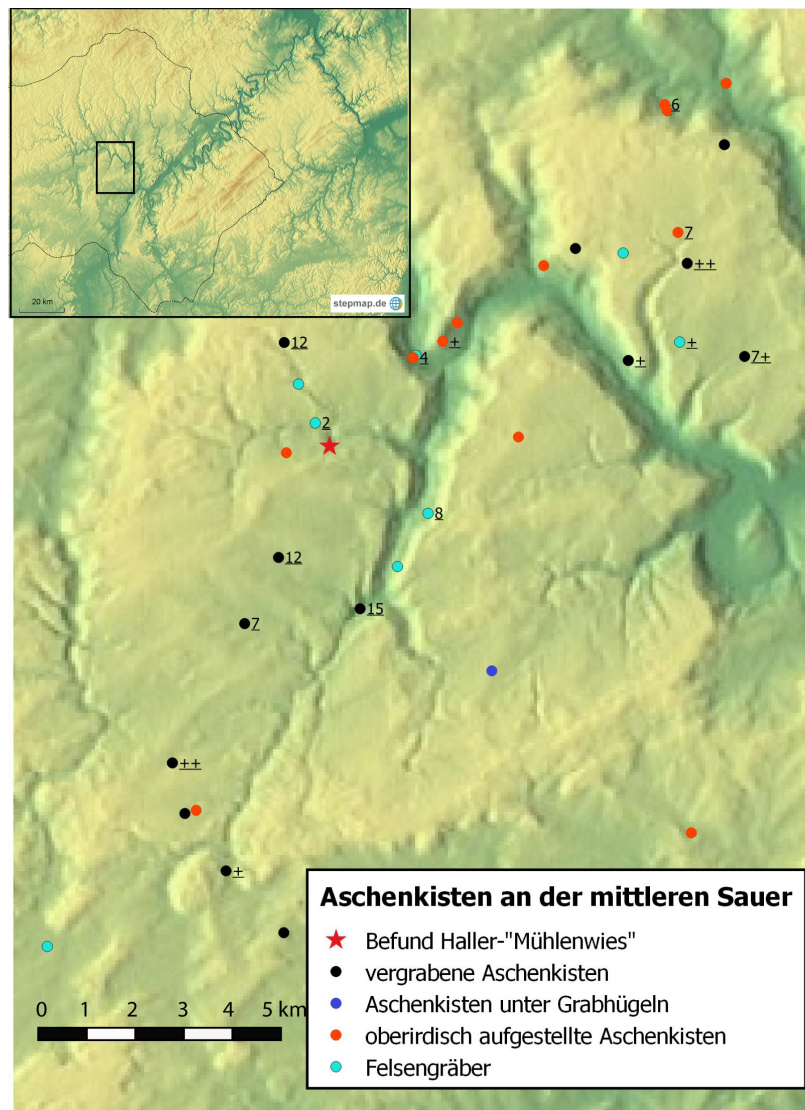 20 km
stepmap.de
6
7
++
+
+
7+
12
4
+
2
8
12
15
7
++
+
0 1 2 3 4 5 km
Aschenkisten an der mittleren Sauer
Befund Haller-"Mühlenwies"
vergrabene Aschenkisten
Aschenkisten unter Grabhügeln
oberirdisch aufgestellte Aschenkisten
Felsengräber